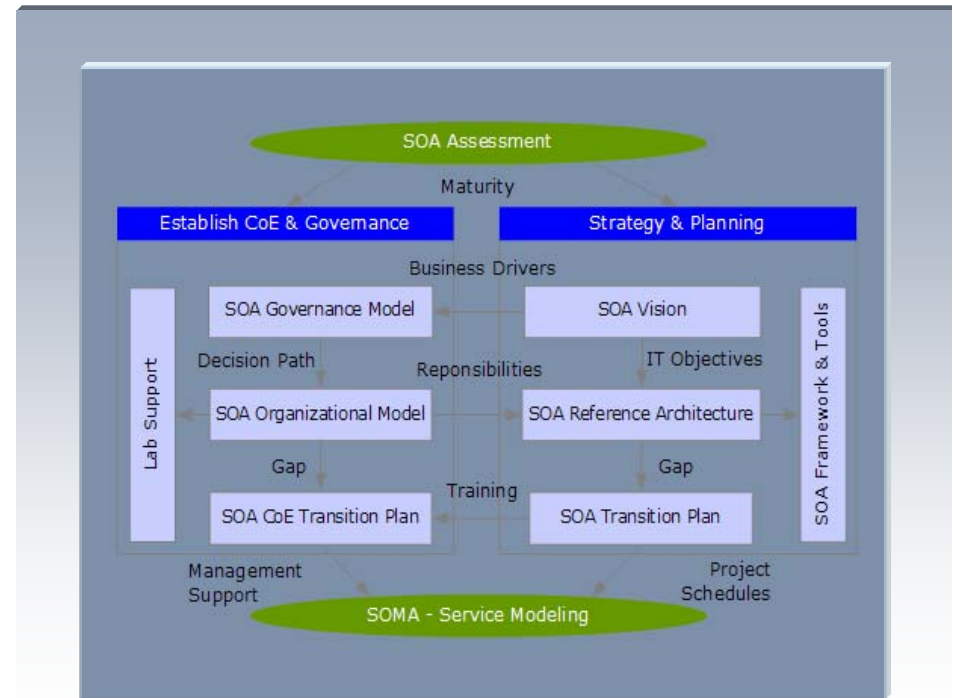 SOA Assessment
Maturity
Establish CoE & Governance
Strategy & Planning
Business Drivers
SOA Governance Model
SOA Vision
Decision Path
IT Objectives
Reponsibilities
Lab Support
SOA Organizational Model
SOA Reference Architecture
SOA Framework & Tools
Gap
Gap
Training
SOA CoE Transition Plan
SOA Transition Plan
Management
Support
Project
Schedules
SOMA - Service Modeling